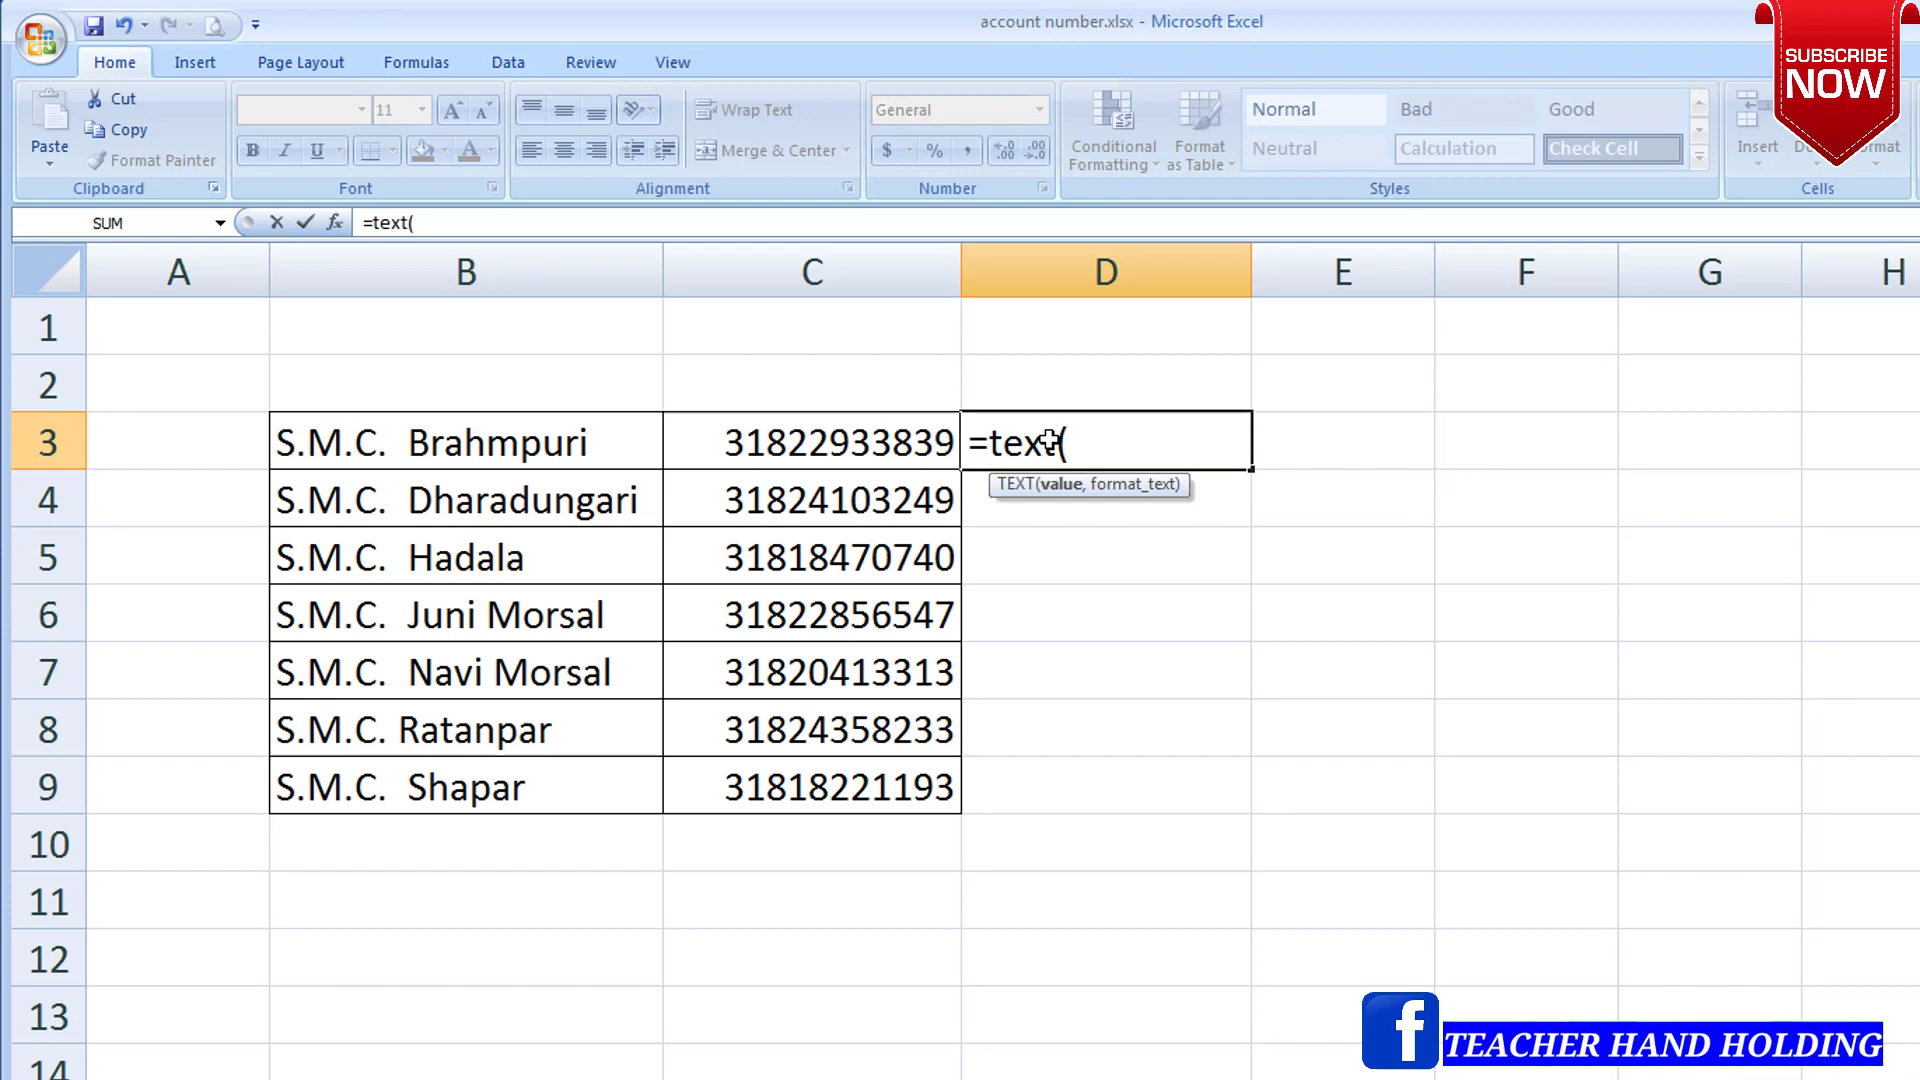 account number.xlsx - Microsoft Excel
SUBSCRIBE
NOW
Home Insert Page Layout Formulas Data Review View
Paste
Cut
Copy
Format Painter
Clipboard
11
B I U
A A
Font
Wrap Text
Merge & Center
Alignment
General
$ % ,
Number
Conditional
Formatting
Format
as Table
Normal Bad Good
Neutral Calculation Check Cell
Styles
Insert
Cells
SUM fx =text(
A B C D E F G H
1
2
3 S.M.C. Brahmpuri 31822933839 =text(
TEXT(value, format_text)
4 S.M.C. Dharadungari 31824103249
5 S.M.C. Hadala 31818470740
6 S.M.C. Juni Morsal 31822856547
7 S.M.C. Navi Morsal 31820413313
8 S.M.C. Ratanpar 31824358233
9 S.M.C. Shapar 31818221193
10
11
12
13
14
f TEACHER HAND HOLDING